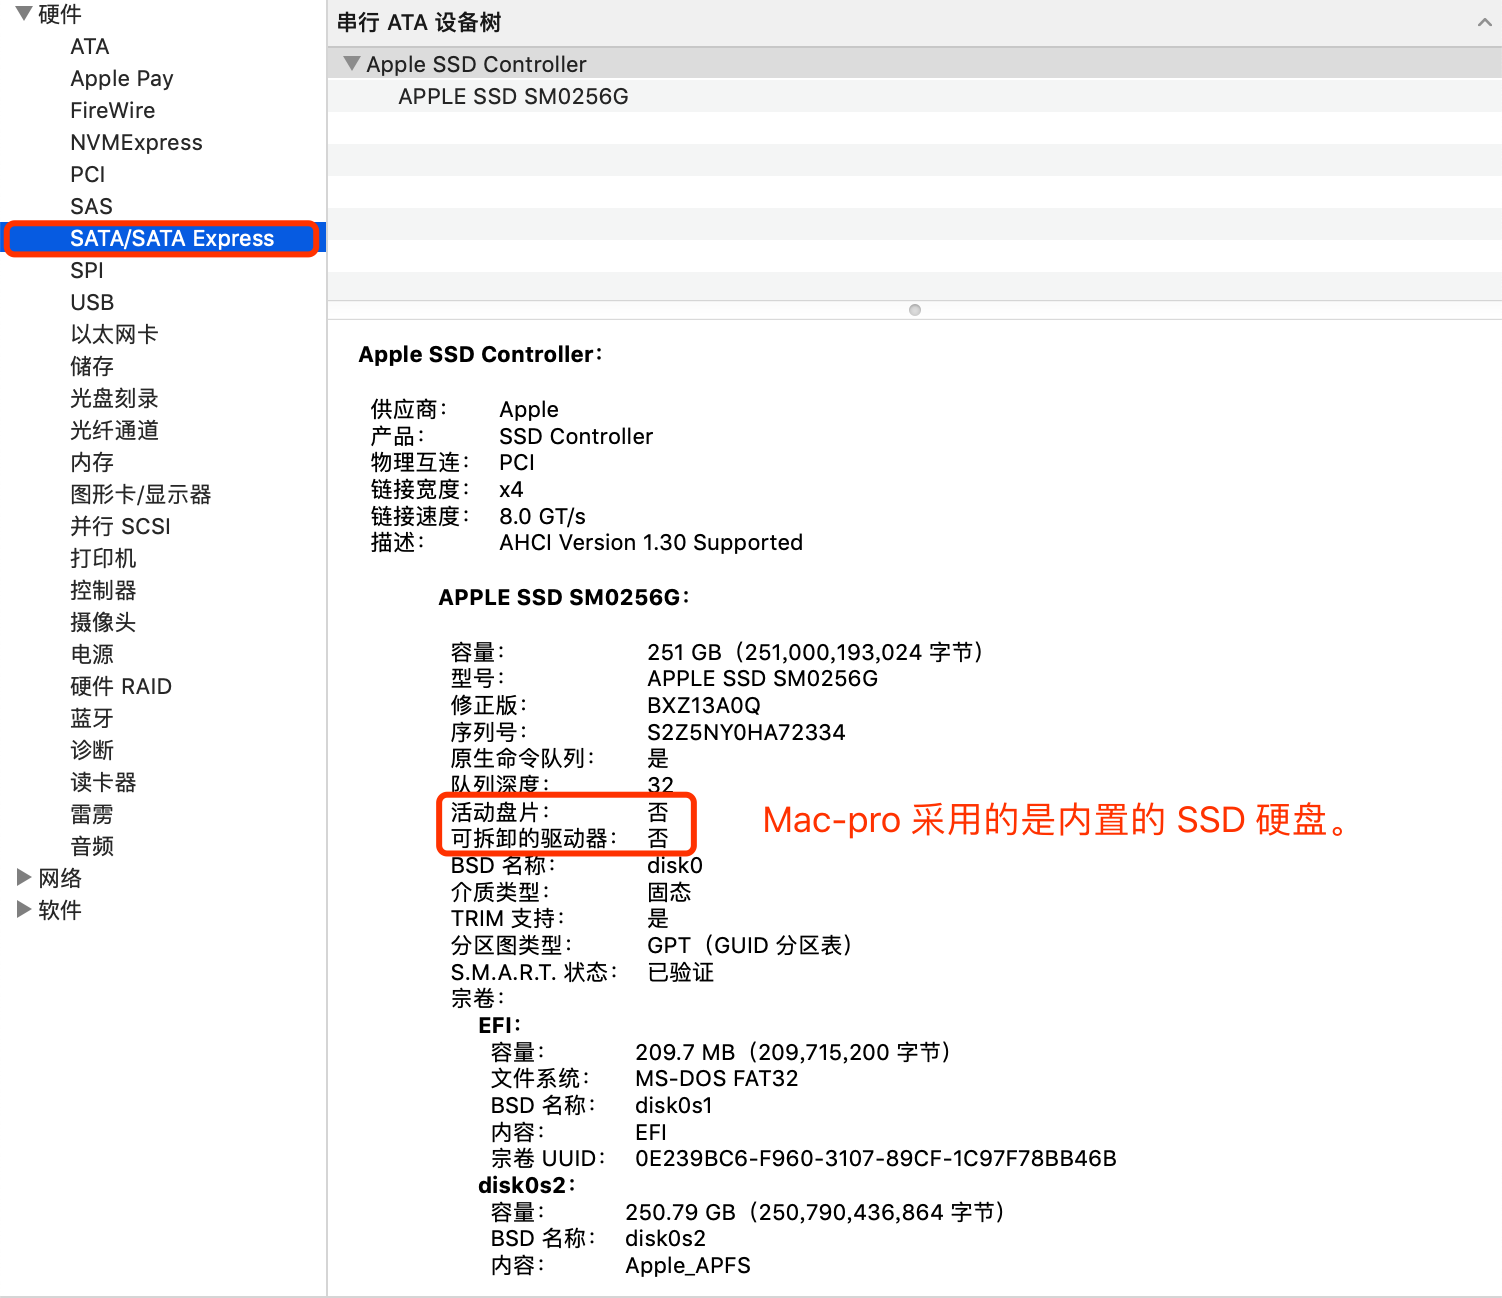 硬件
ATA
Apple Pay
FireWire
NVMExpress
PCI
SAS
SATA/SATA Express
SPI
USB
以太网卡
储存
光盘刻录
光纤通道
内存
图形卡/显示器
并行 SCSI
打印机
控制器
摄像头
电源
硬件 RAID
蓝牙
诊断
读卡器
雷雳
音频
网络
软件
串行 ATA 设备树
Apple SSD Controller
APPLE SSD SM0256G
Apple SSD Controller：
供应商： Apple
产品： SSD Controller
物理互连： PCI
链接宽度： x4
链接速度： 8.0 GT/s
描述： AHCI Version 1.30 Supported
APPLE SSD SM0256G：
容量： 251 GB（251,000,193,024 字节）
型号： APPLE SSD SM0256G
修正版： BXZ13A0Q
序列号： S2Z5NY0HA72334
原生命令队列： 是
队列深度： 32
活动盘片： 否
可拆卸的驱动器： 否
Mac-pro 采用的是内置的 SSD 硬盘。
BSD 名称： disk0
介质类型： 固态
TRIM 支持： 是
分区图类型： GPT（GUID 分区表）
S.M.A.R.T. 状态： 已验证
宗卷：
EFI：
容量： 209.7 MB（209,715,200 字节）
文件系统： MS-DOS FAT32
BSD 名称： disk0s1
内容： EFI
宗卷 UUID： 0E239BC6-F960-3107-89CF-1C97F78BB46B
disk0s2：
容量： 250.79 GB（250,790,436,864 字节）
BSD 名称： disk0s2
内容： Apple_APFS